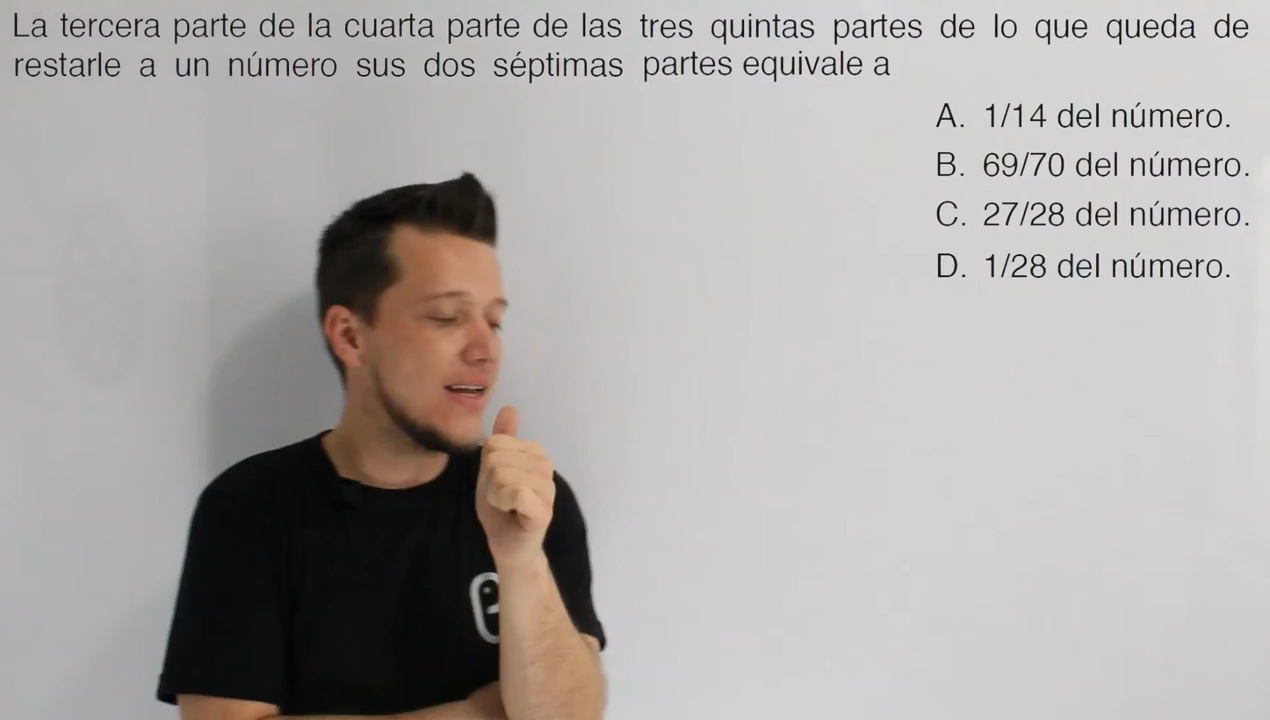 La tercera parte de la cuarta parte de las tres quintas partes de lo que queda de
restarle a un número sus dos séptimas partes equivale a
A. 1/14 del número.
B. 69/70 del número.
C. 27/28 del número.
D. 1/28 del número.